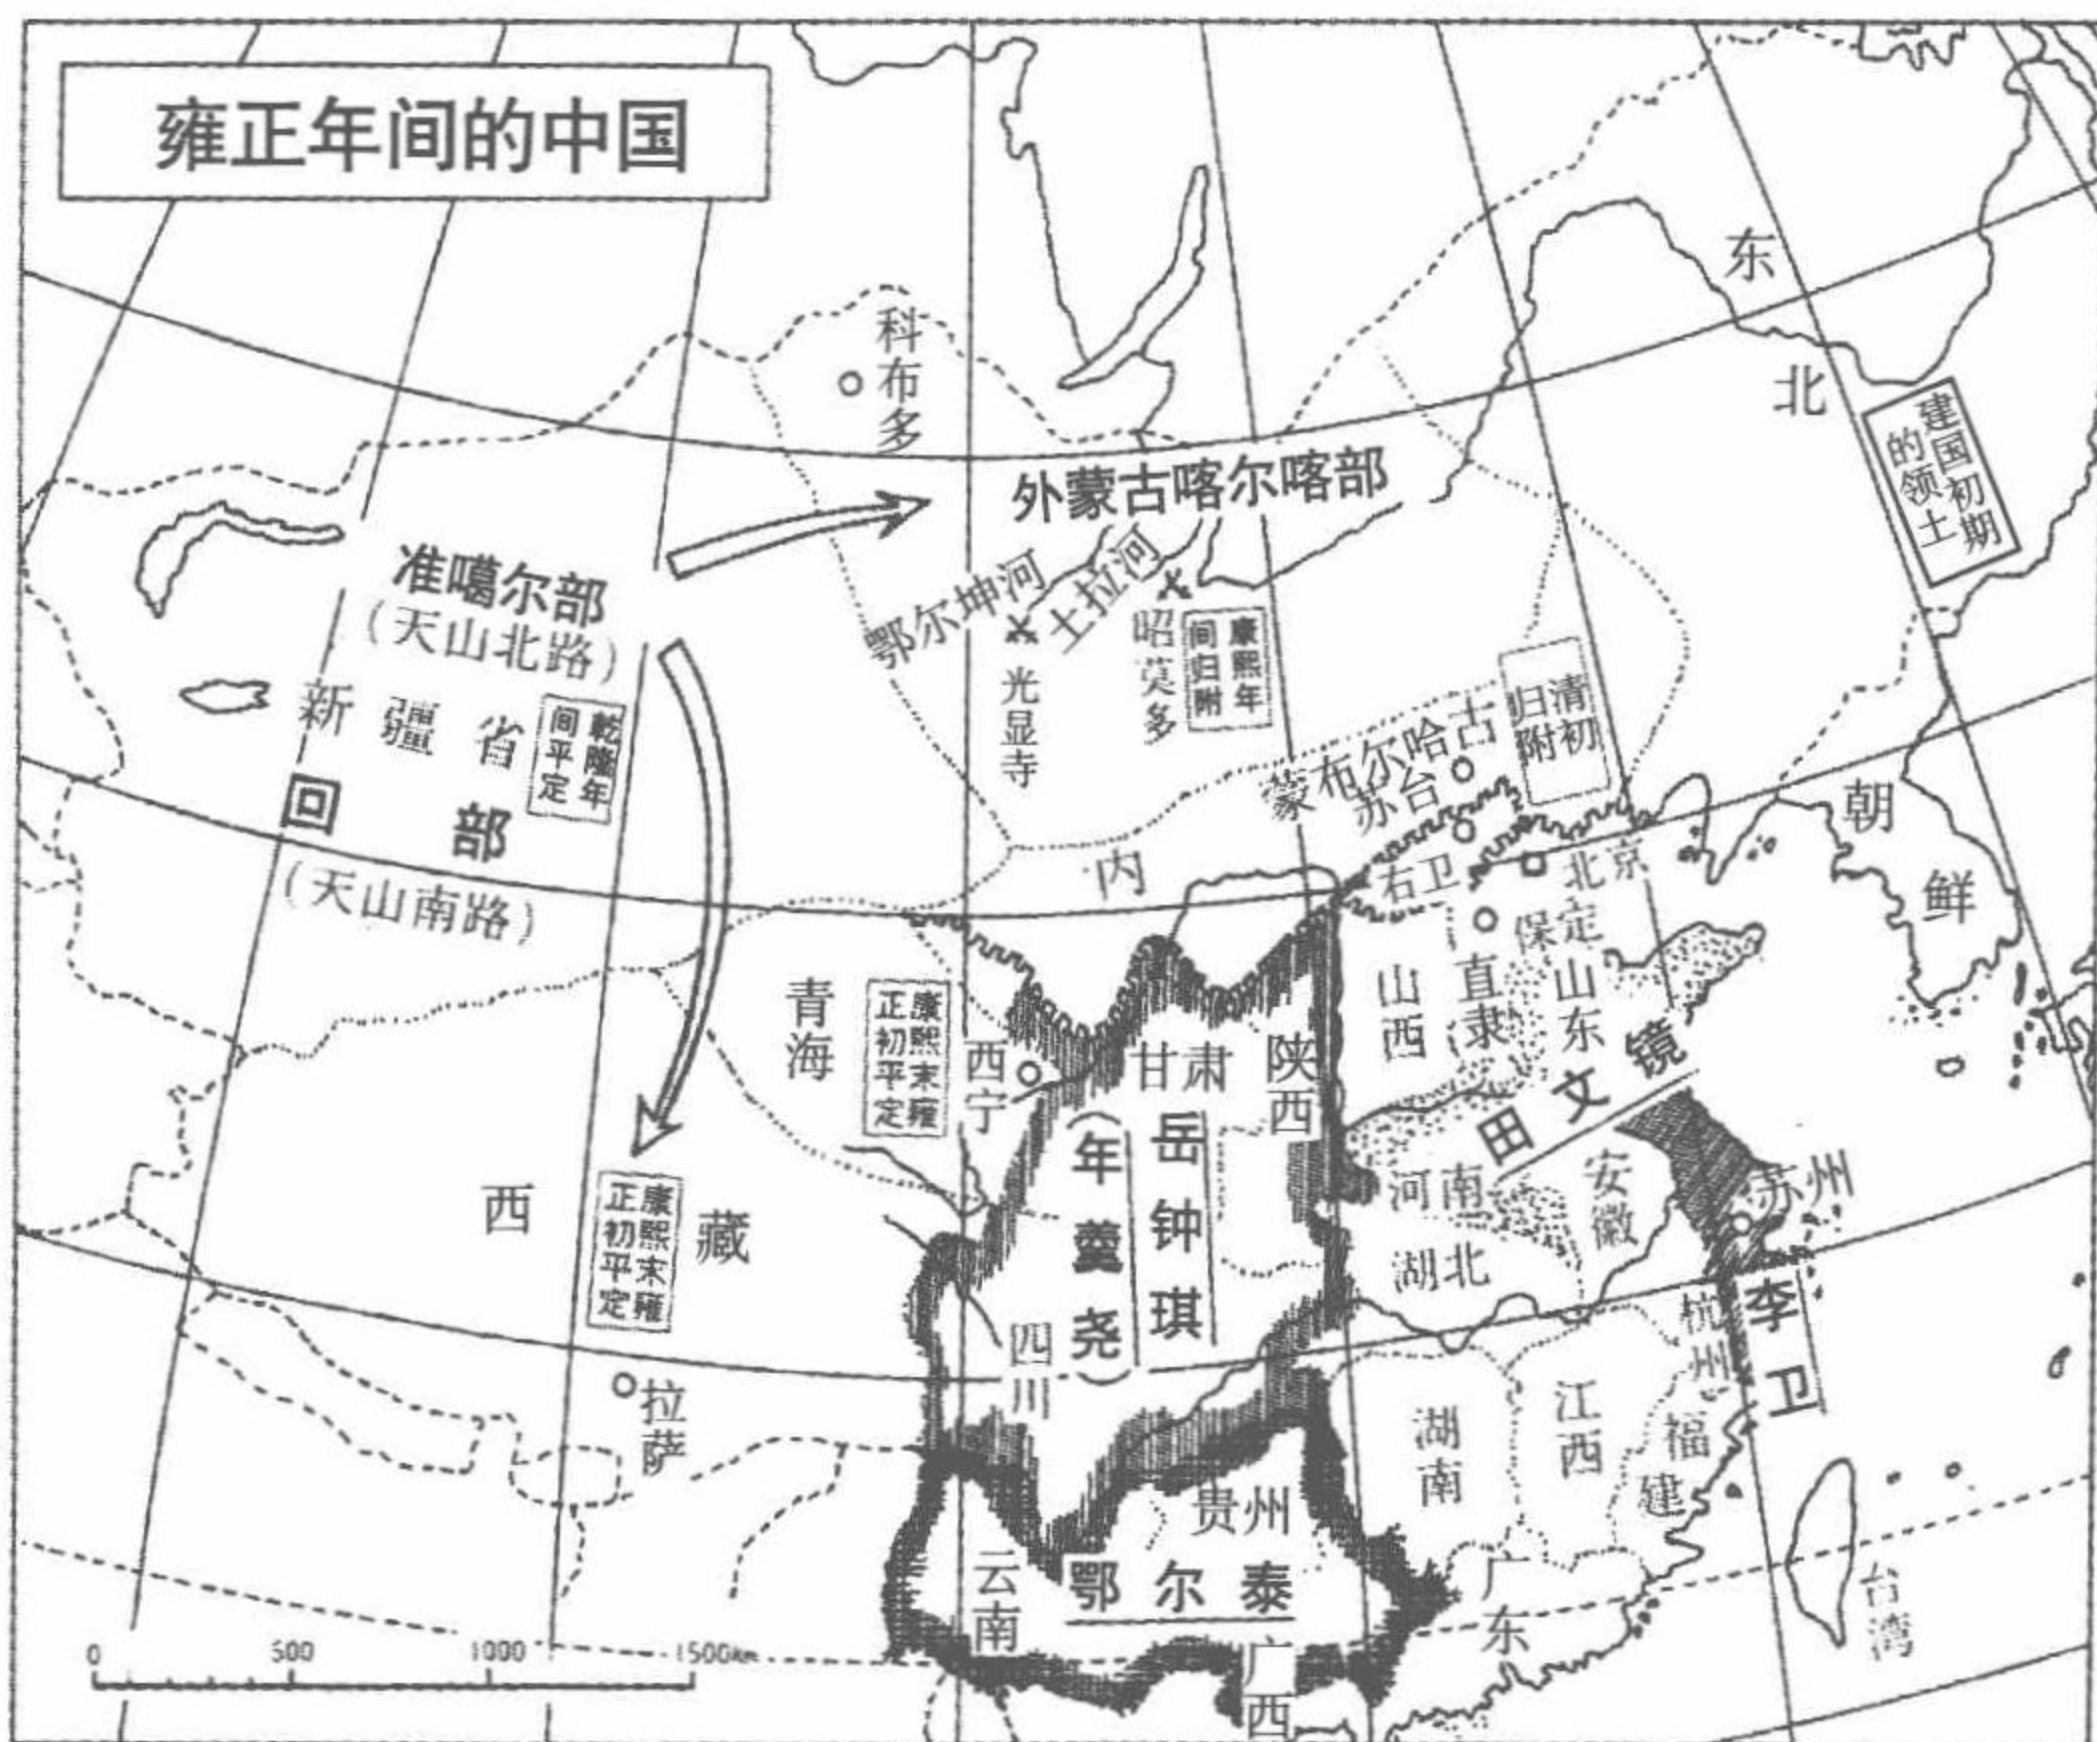 雍正年间的中国
东北
建国初期
的领土
科布多
外蒙古喀尔喀部
鄂尔坤河
土拉河
光显寺
昭莫多
康熙年
间归附
准噶尔部
(天山北路)
新疆省
乾隆年
间平定
回部
(天山南路)
清初
归附
蒙古
哈尔布
苏台
内
右卫
北京
保定
朝鲜
青海
康熙末雍
正初平定
西宁
甘肃
陕西
山西
直隶
山东
田文镜
(年羹尧)
岳钟琪
河南
安徽
苏州
湖北
西藏
康熙末雍
正初平定
四川
杭州
李卫
拉萨
湖南
江西
福建
贵州
鄂尔泰
云南
广东
广西
台湾
0 500 1000 1500km